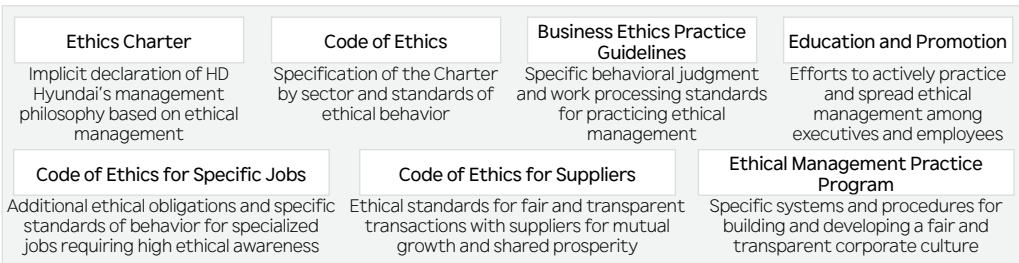 Ethics Charter
Implicit declaration of HD
Hyundai's management
philosophy based on ethical
management
Code of Ethics
Specification of the Charter
by sector and standards of
ethical behavior
Business Ethics Practice
Guidelines
Specific behavioral judgment
and work processing standards
for practicing ethical
management
Education and Promotion
Efforts to actively practice
and spread ethical
management among
executives and employees
Code of Ethics for Specific Jobs
Additional ethical obligations and specific
standards of behavior for specialized
jobs requiring high ethical awareness
Code of Ethics for Suppliers
Ethical standards for fair and transparent
transactions with suppliers for mutual
growth and shared prosperity
Ethical Management Practice
Program
Specific systems and procedures for
building and developing a fair and
transparent corporate culture